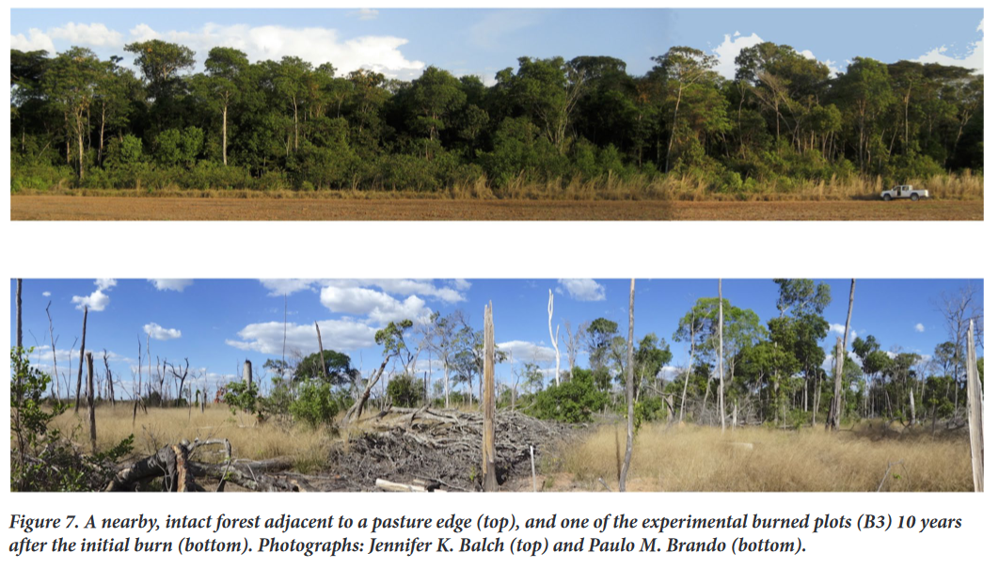 Figure 7. A nearby, intact forest adjacent to a pasture edge (top), and one of the experimental burned plots (B3) 10 years
after the initial burn (bottom). Photographs: Jennifer K. Balch (top) and Paulo M. Brando (bottom).